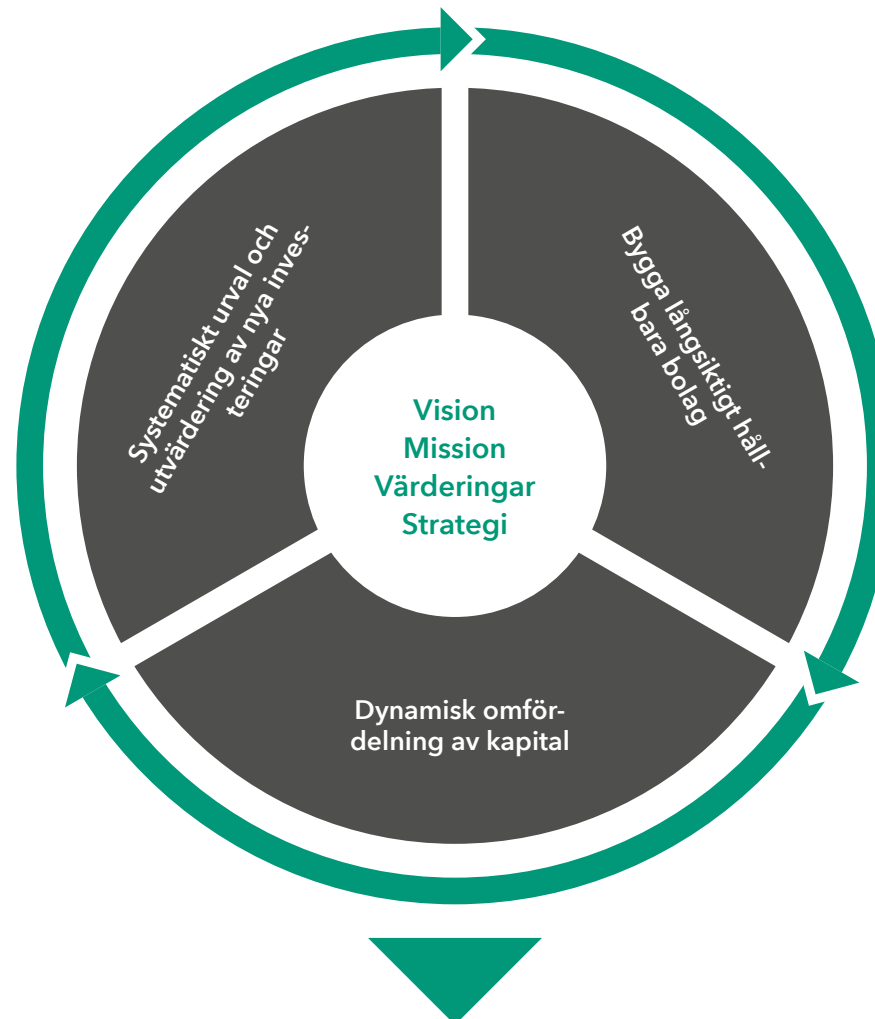 Systematiskt urval och
utvärdering av nya inves-
teringar
Bygga långsiktigt håll-
bara bolag
Vision
Mission
Värderingar
Strategi
Dynamisk omför-
delning av kapital